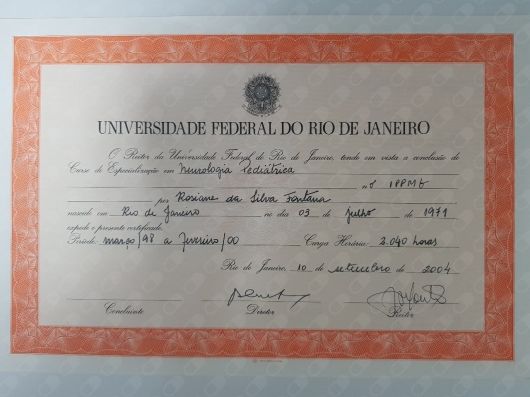 UNIVERSIDADE FEDERAL DO RIO DE JANEIRO
O Reitor da Universidade Federal do Rio de Janeiro, tendo em vista a conclusão do
Curso de Especialização em Neurologia Pediátrica
no IPPMG
por Rosiane da Silva Fontana
nascido em Rio de Janeiro no dia 03 de julho de 1971
expede o presente certificado.
Período: março/98 a fevereiro/00 Carga Horária: 2.040 horas
Rio de Janeiro, 10 de setembro de 2004
Concluinte Diretor Reitor